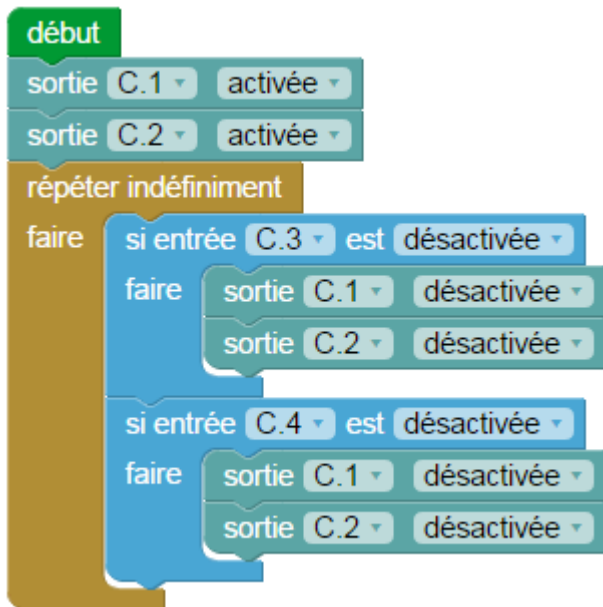 début
sortie C.1 activée
sortie C.2 activée
répéter indéfiniment
faire si entrée C.3 est désactivée
faire sortie C.1 désactivée
sortie C.2 désactivée
si entrée C.4 est désactivée
faire sortie C.1 désactivée
sortie C.2 désactivée